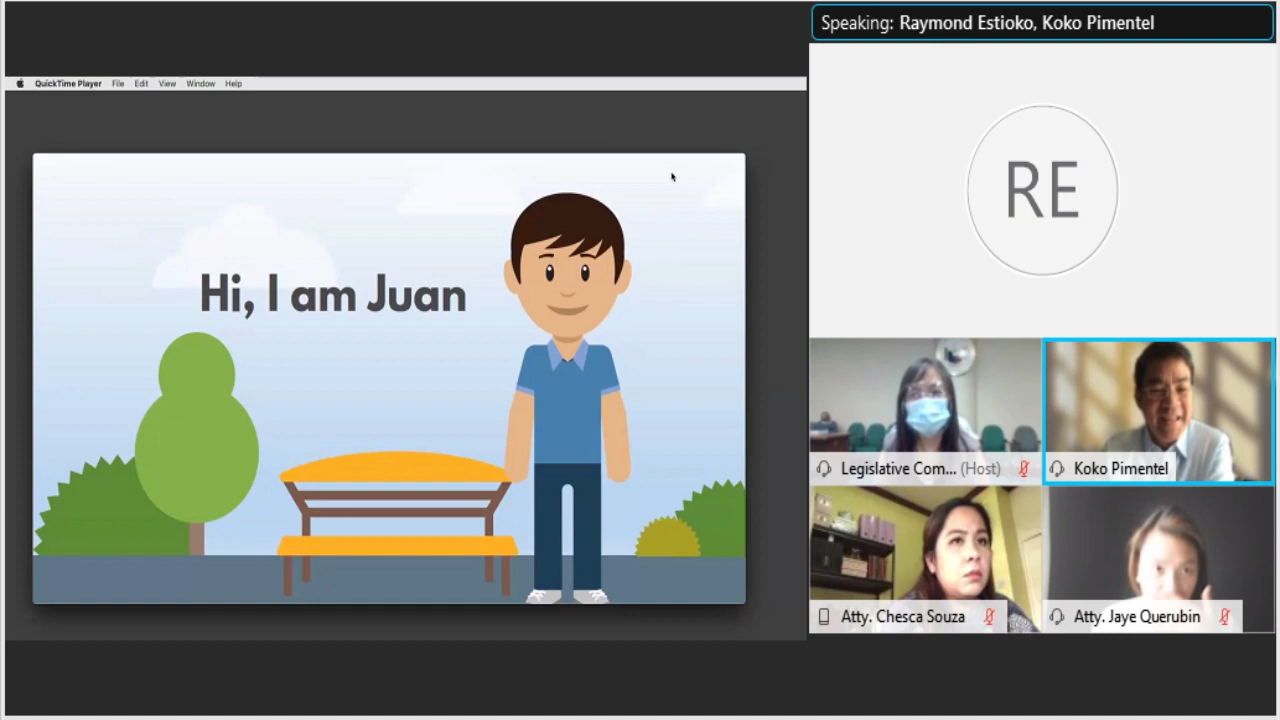 Speaking: Raymond Estioko, Koko Pimentel
QuickTime Player File Edit View Window Help
Hi, I am Juan
RE
Legislative Com... (Host)
Koko Pimentel
Atty. Chesca Souza
Atty. Jaye Querubin